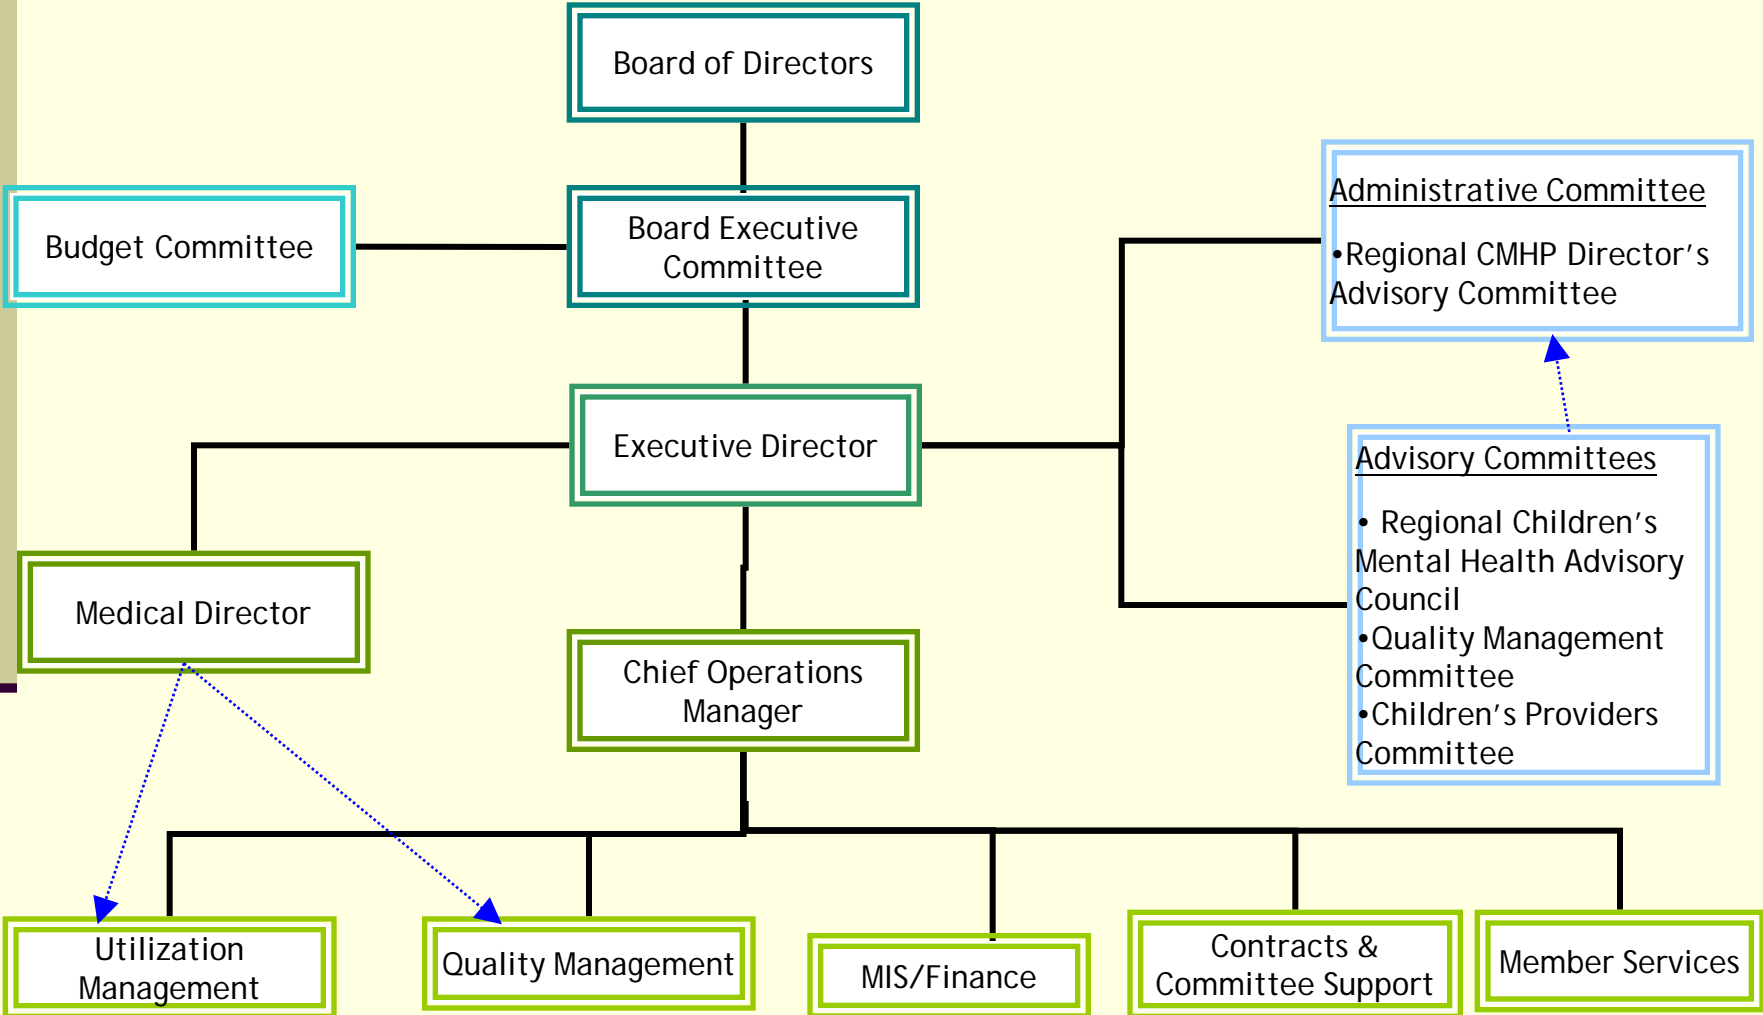 Board of Directors
Budget Committee
Board Executive
Committee
Administrative Committee
•Regional CMHP Director’s
Advisory Committee
Executive Director
Advisory Committees
• Regional Children’s
Mental Health Advisory
Council
•Quality Management
Committee
•Children’s Providers
Committee
Medical Director
Chief Operations
Manager
Utilization
Management
Quality Management
MIS/Finance
Contracts &
Committee Support
Member Services